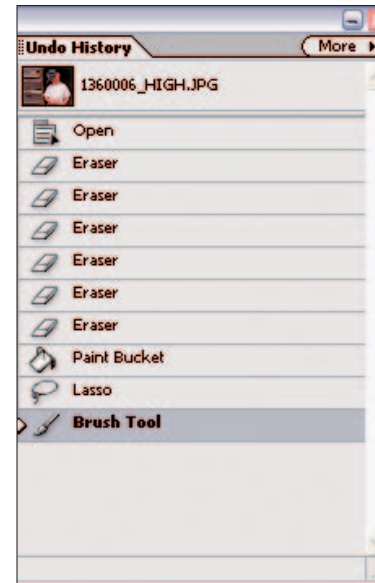 Undo History More
1360006_HIGH.JPG
Open
Eraser
Eraser
Eraser
Eraser
Eraser
Eraser
Paint Bucket
Lasso
Brush Tool